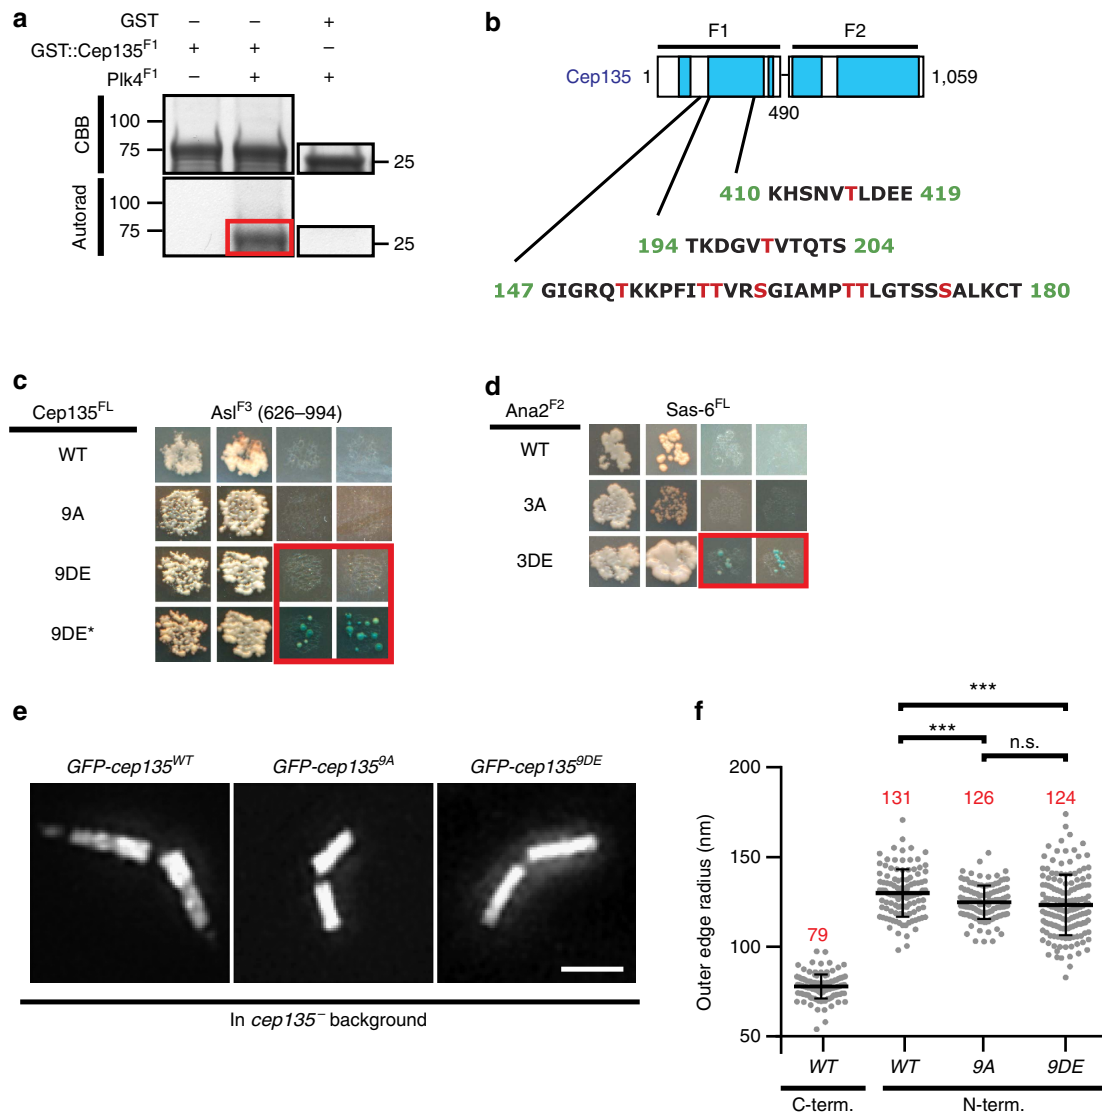 a
GST – – +
GST::Cep135F1 + + –
Plk4F1 – + +
CBB
100
75
25
Autorad
100
75
25
b
F1 F2
Cep135 1 1,059
490
410 KHSNVTLDEE 419
194 TKDGVTVTQTS 204
147 GIGRQTKKPFITTVRSGIAMPTTLGTSSSALKCT 180
c
Cep135FL AslF3 (626–994)
WT
9A
9DE
9DE*
d
Ana2F2 Sas-6FL
WT
3A
3DE
e
GFP-cep135WT GFP-cep1359A GFP-cep1359DE
In cep135– background
f
***
***
n.s.
Outer edge radius (nm)
200
150
100
50
79
131
126
124
WT WT 9A 9DE
C-term. N-term.